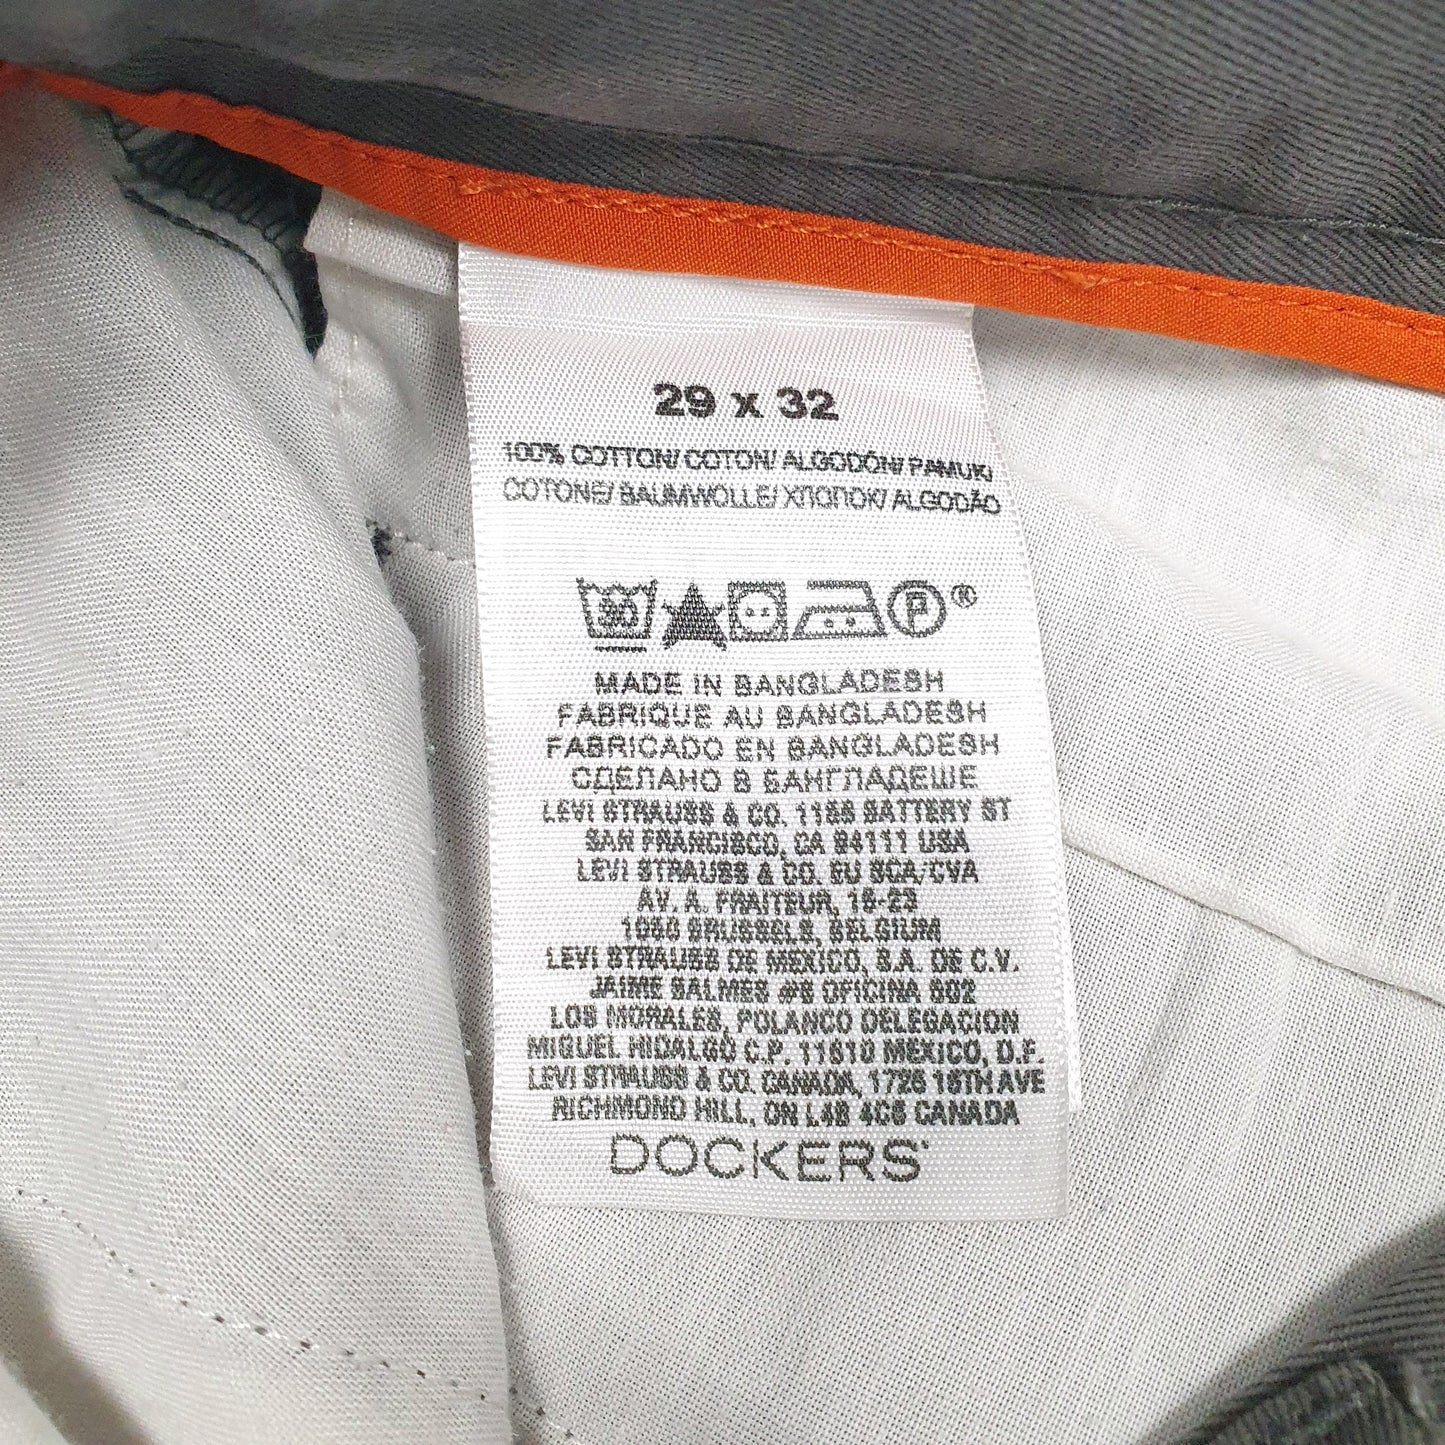 29 x 32
100% COTTON/ COTON/ ALGODÓN/ PAMUK/
COTONE/ BAUMWOLLE/ ХЛОПОК/ ALGODÃO
30 P ®
MADE IN BANGLADESH
FABRIQUE AU BANGLADESH
FABRICADO EN BANGLADESH
СДЕЛАНО В БАНГЛАДЕШЕ
LEVI STRAUSS & CO. 1155 BATTERY ST
SAN FRANCISCO, CA 94111 USA
LEVI STRAUSS & CO. EU SCA/CVA
AV. A. FRAITEUR, 15-23
1050 BRUSSELS, BELGIUM
LEVI STRAUSS DE MEXICO, S.A. DE C.V.
JAIME BALMES #8 OFICINA 602
LOS MORALES, POLANCO DELEGACION
MIGUEL HIDALGO C.P. 11510 MEXICO, D.F.
LEVI STRAUSS & CO. CANADA, 1725 16TH AVE
RICHMOND HILL, ON L4B 4C6 CANADA
DOCKERS